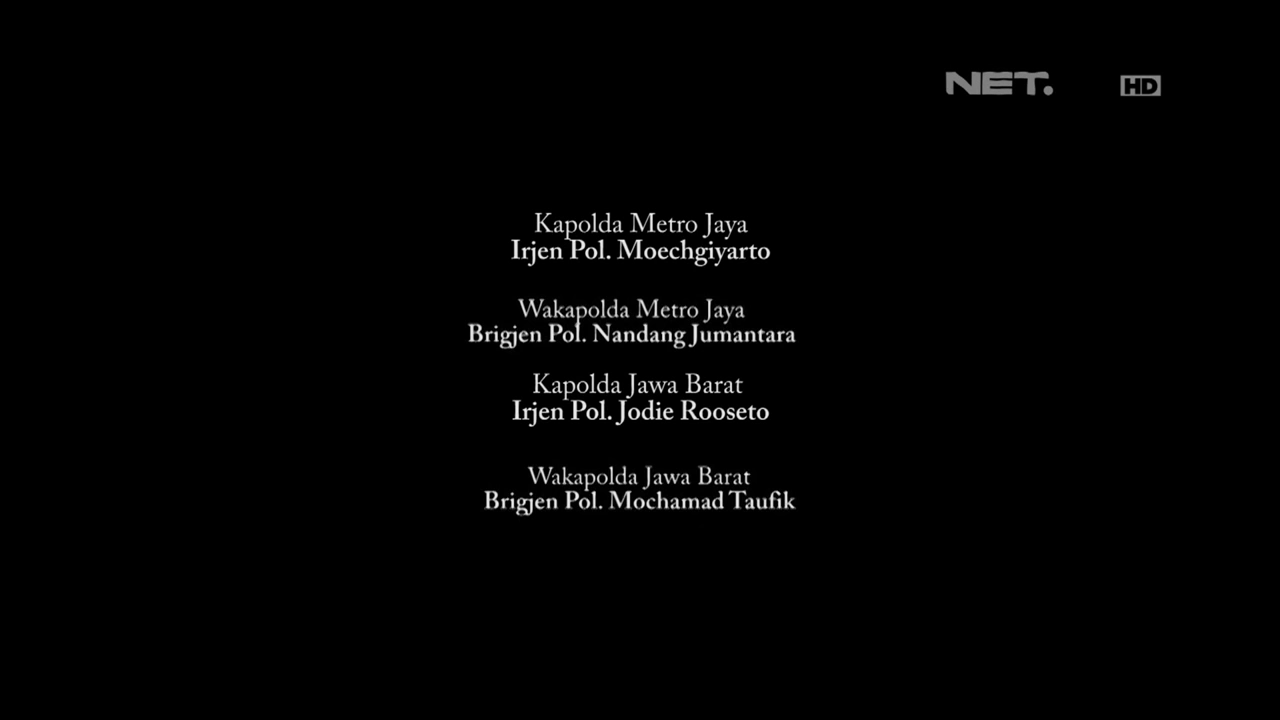 NET.
HD
Kapolda Metro Jaya
Irjen Pol. Moechgiyarto
Wakapolda Metro Jaya
Brigjen Pol. Nandang Jumantara
Kapolda Jawa Barat
Irjen Pol. Jodie Rooseto
Wakapolda Jawa Barat
Brigjen Pol. Mochamad Taufik